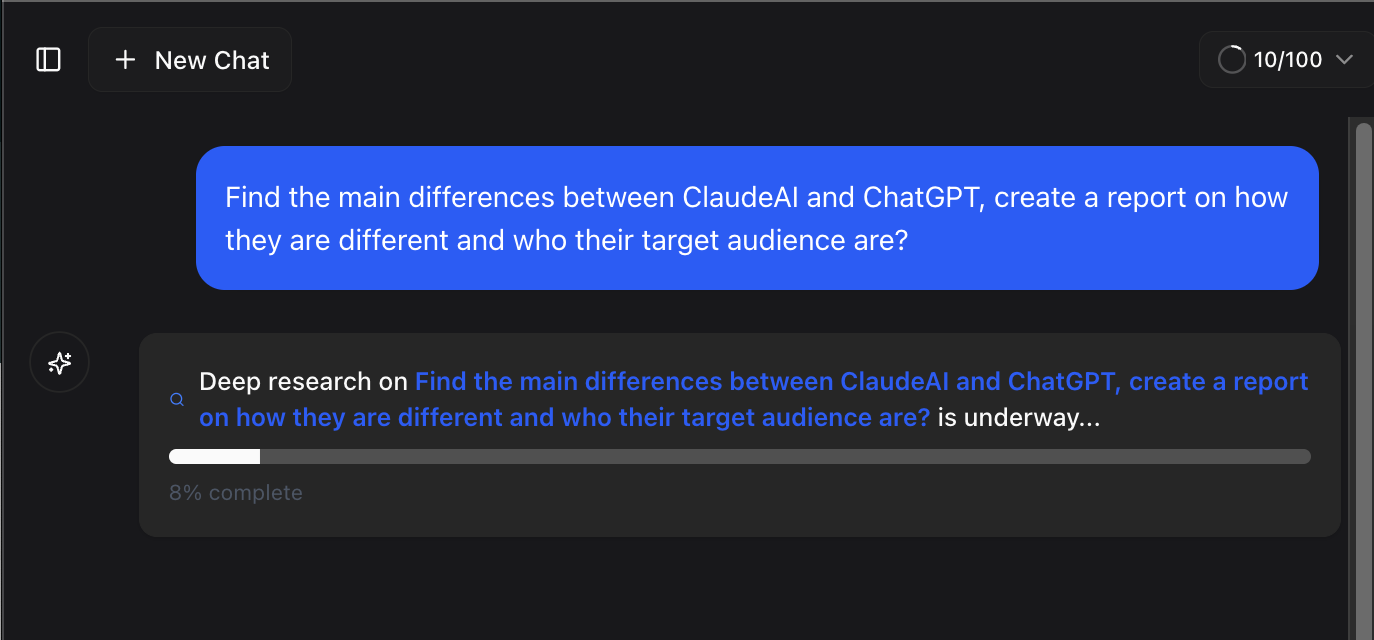 New Chat
10/100
Find the main differences between ClaudeAI and ChatGPT, create a report on how
they are different and who their target audience are?
Deep research on Find the main differences between ClaudeAI and ChatGPT, create a report
on how they are different and who their target audience are? is underway...
8% complete